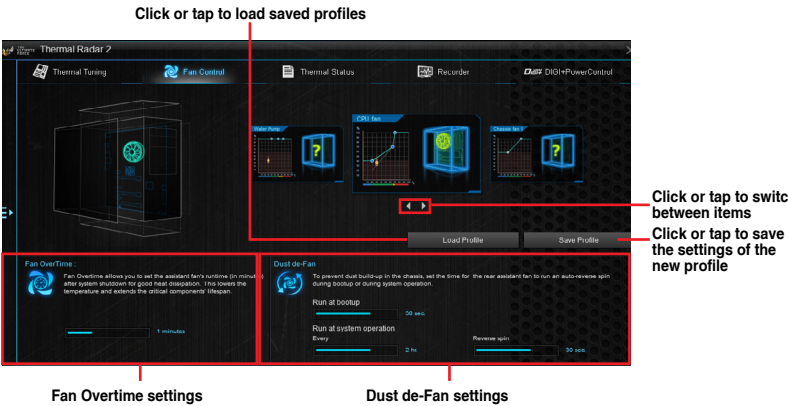 Click or tap to load saved profiles
THE ULTIMATE FORCE
Thermal Radar 2
Thermal Tuning
Fan Control
Thermal Status
Recorder
DIGI+PowerControl
Water Pump
CPU fan
Chassis fan
Click or tap to switc
between items
Load Profile
Save Profile
Click or tap to save
the settings of the
new profile
Fan OverTime :
Fan Overtime allows you to set the assistant fan's runtime (in minutes)
after system shutdown for good heat dissipation. This lowers the
temperature and extends the critical components' lifespan.
1 minutes
Dust de-Fan
To prevent dust build-up in the chassis, set the time for the rear assistant fan to run an auto-reverse spin
during bootup or during system operation.
Run at bootup
30 sec.
Run at system operation
Every
2 hr.
Reverse spin
30 sec.
Fan Overtime settings
Dust de-Fan settings